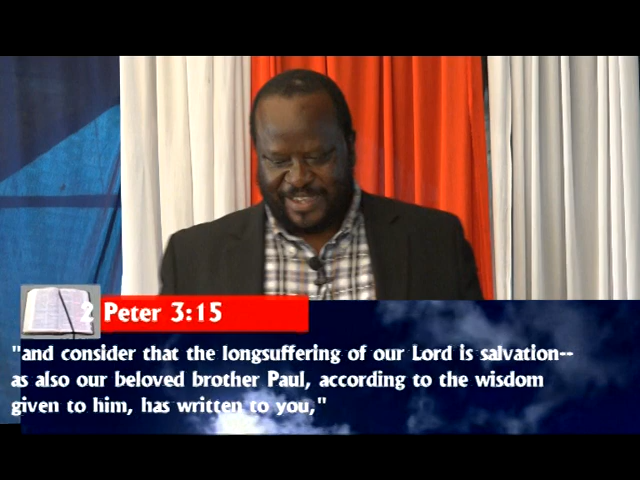 2 Peter 3:15
"and consider that the longsuffering of our Lord is salvation--
as also our beloved brother Paul, according to the wisdom
given to him, has written to you,"